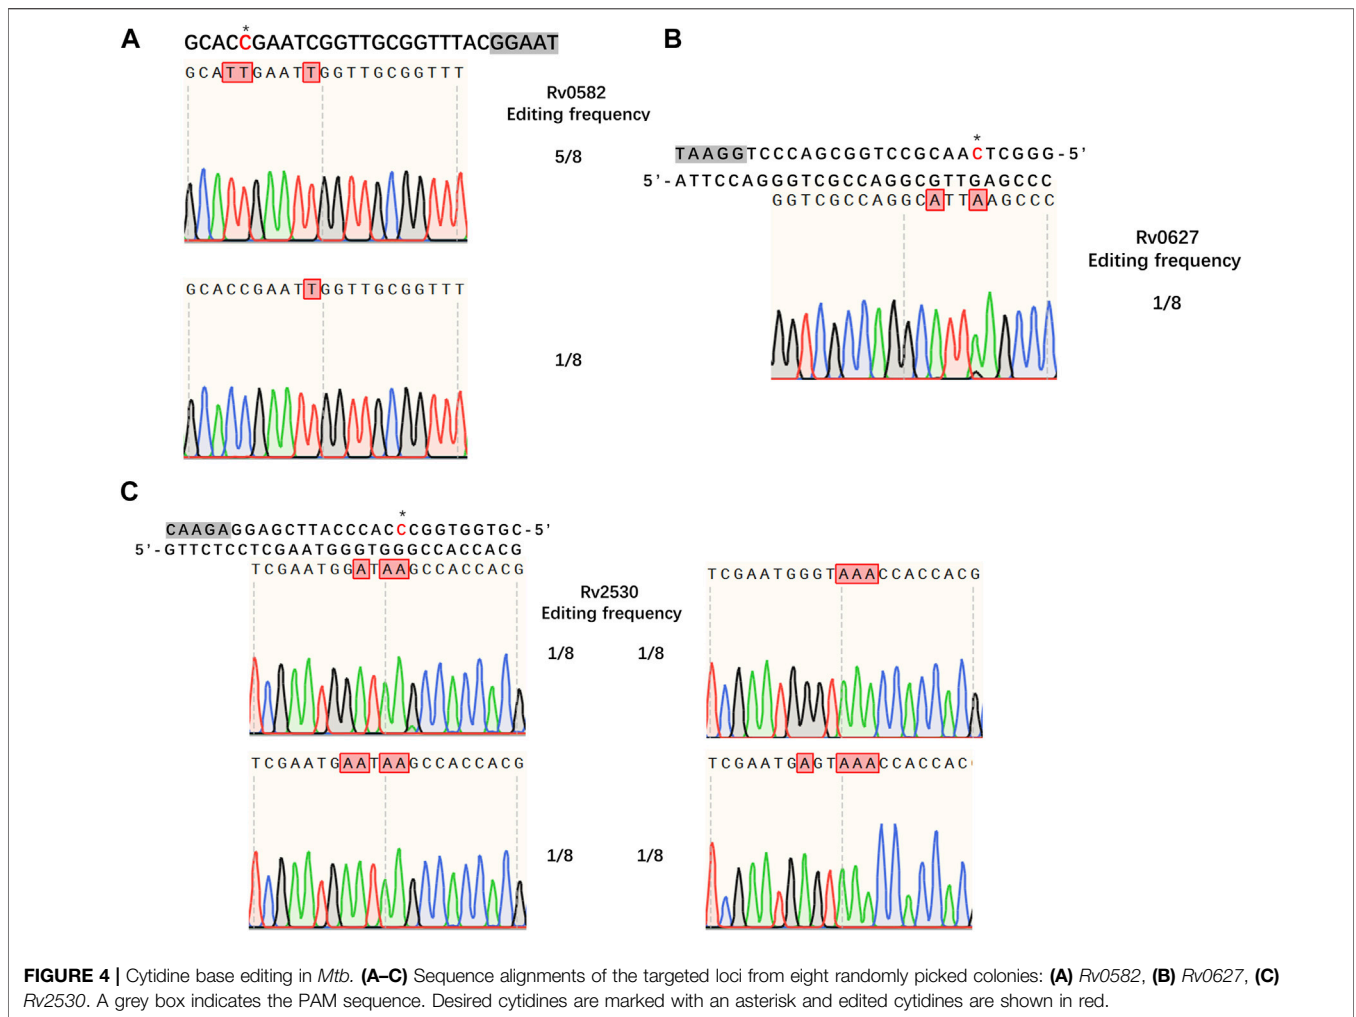 A
*
GCACCGAATCGGTTGCGGTTTACGGAAT
GCATTGAATTGGTTGCGGTTT
Rv0582
Editing frequency
5/8
GCACCGAATTGGTTGCGGTTT
1/8
B
*
TAAGGTCCCAGCGGTCCGCAACTCGGG-5’
5’-ATTCCAGGGTCGCCAGGCGTTGAGCCC
GGTCGCCAGGCATTAAGCCC
Rv0627
Editing frequency
1/8
C
*
CAAGAGGAGCTTACCCACCCGGTGGTGC-5’
5’-GTTCTCCTCGAATGGGTGGGCCACCACG
TCGAATGGATAAGCCACCACG
Rv2530
Editing frequency
1/8 1/8
TCGAATGGGTAAACCACCACG
TCGAATGAATAAGCCACCACG
1/8 1/8
TCGAATGAGTAAACCACCAC
FIGURE 4 | Cytidine base editing in Mtb. (A–C) Sequence alignments of the targeted loci from eight randomly picked colonies: (A) Rv0582, (B) Rv0627, (C)
Rv2530. A grey box indicates the PAM sequence. Desired cytidines are marked with an asterisk and edited cytidines are shown in red.